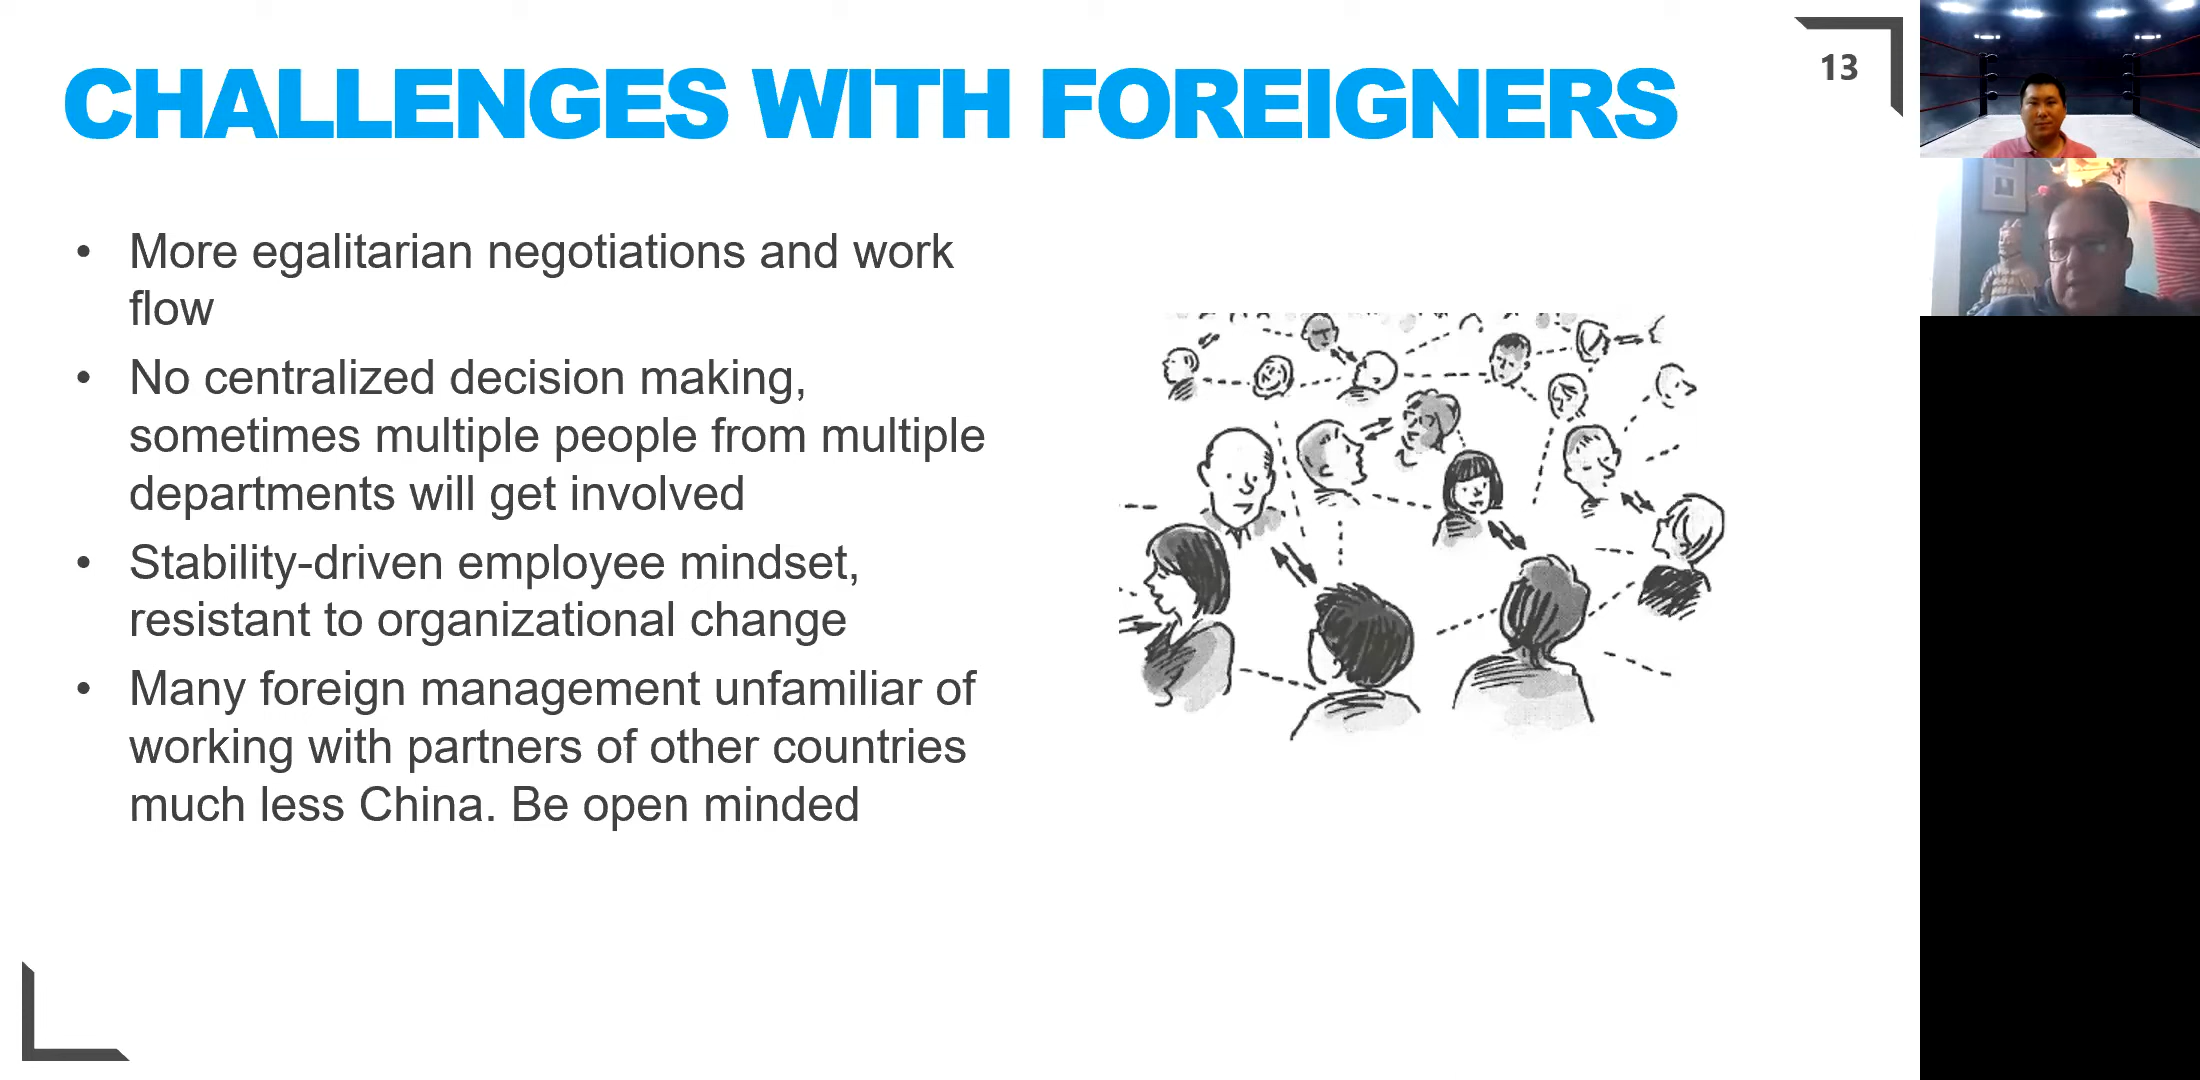 CHALLENGES WITH FOREIGNERS
13
• More egalitarian negotiations and work
flow
• No centralized decision making,
sometimes multiple people from multiple
departments will get involved
• Stability-driven employee mindset,
resistant to organizational change
• Many foreign management unfamiliar of
working with partners of other countries
much less China. Be open minded